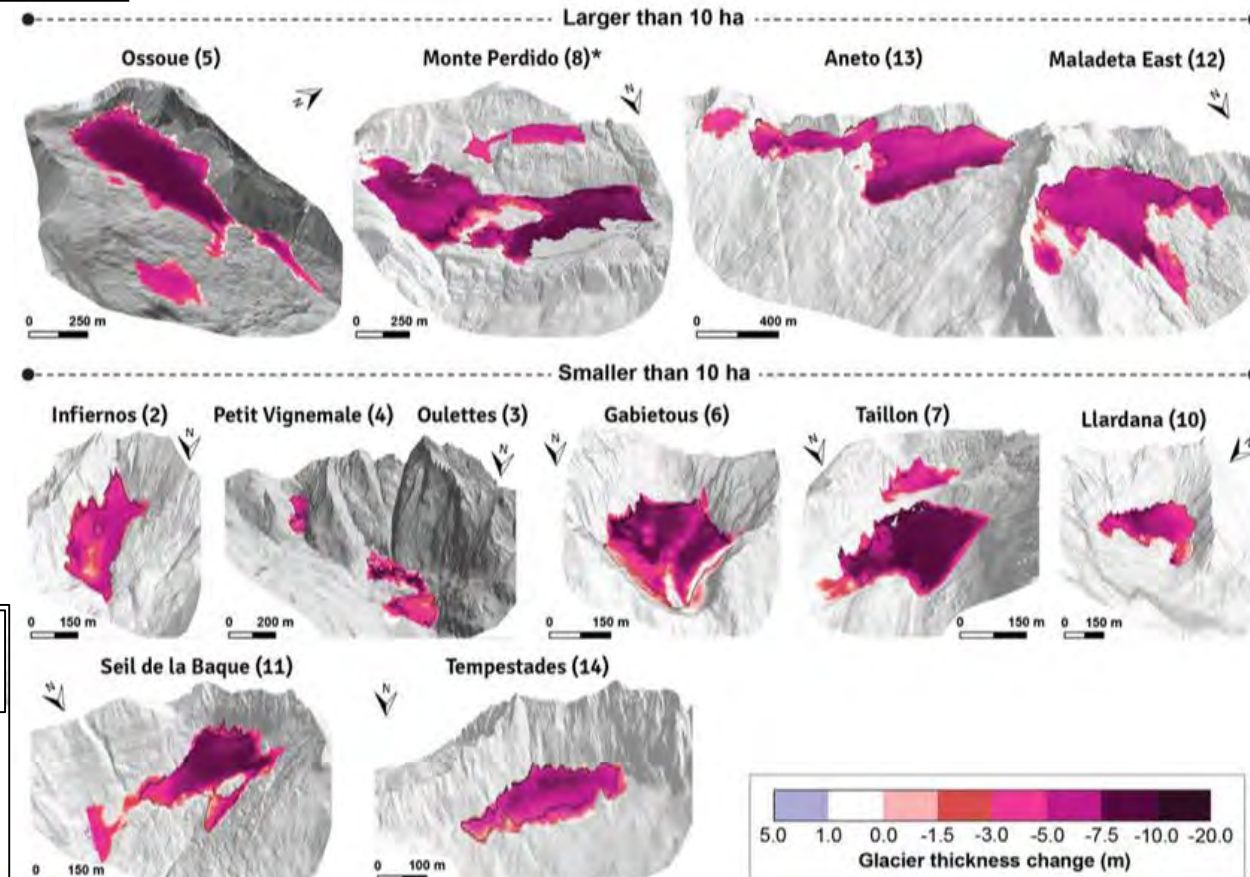 Larger than 10 ha
Ossoue (5)
Monte Perdido (8)*
Aneto (13)
Maladeta East (12)
N
N
N
0 250 m
0 250 m
0 400 m
Smaller than 10 ha
Infiernos (2)
Petit Vignemale (4)
Oulettes (3)
Gabietous (6)
Taillon (7)
Llardana (10)
N
N
N
N
N
0 150 m
0 200 m
0 150 m
0 150 m
0 150 m
Seil de la Baque (11)
Tempestades (14)
N
N
0 150 m
0 100 m
5.0 1.0 0.0 -1.5 -3.0 -5.0 -7.5 -10.0 -20.0
Glacier thickness change (m)